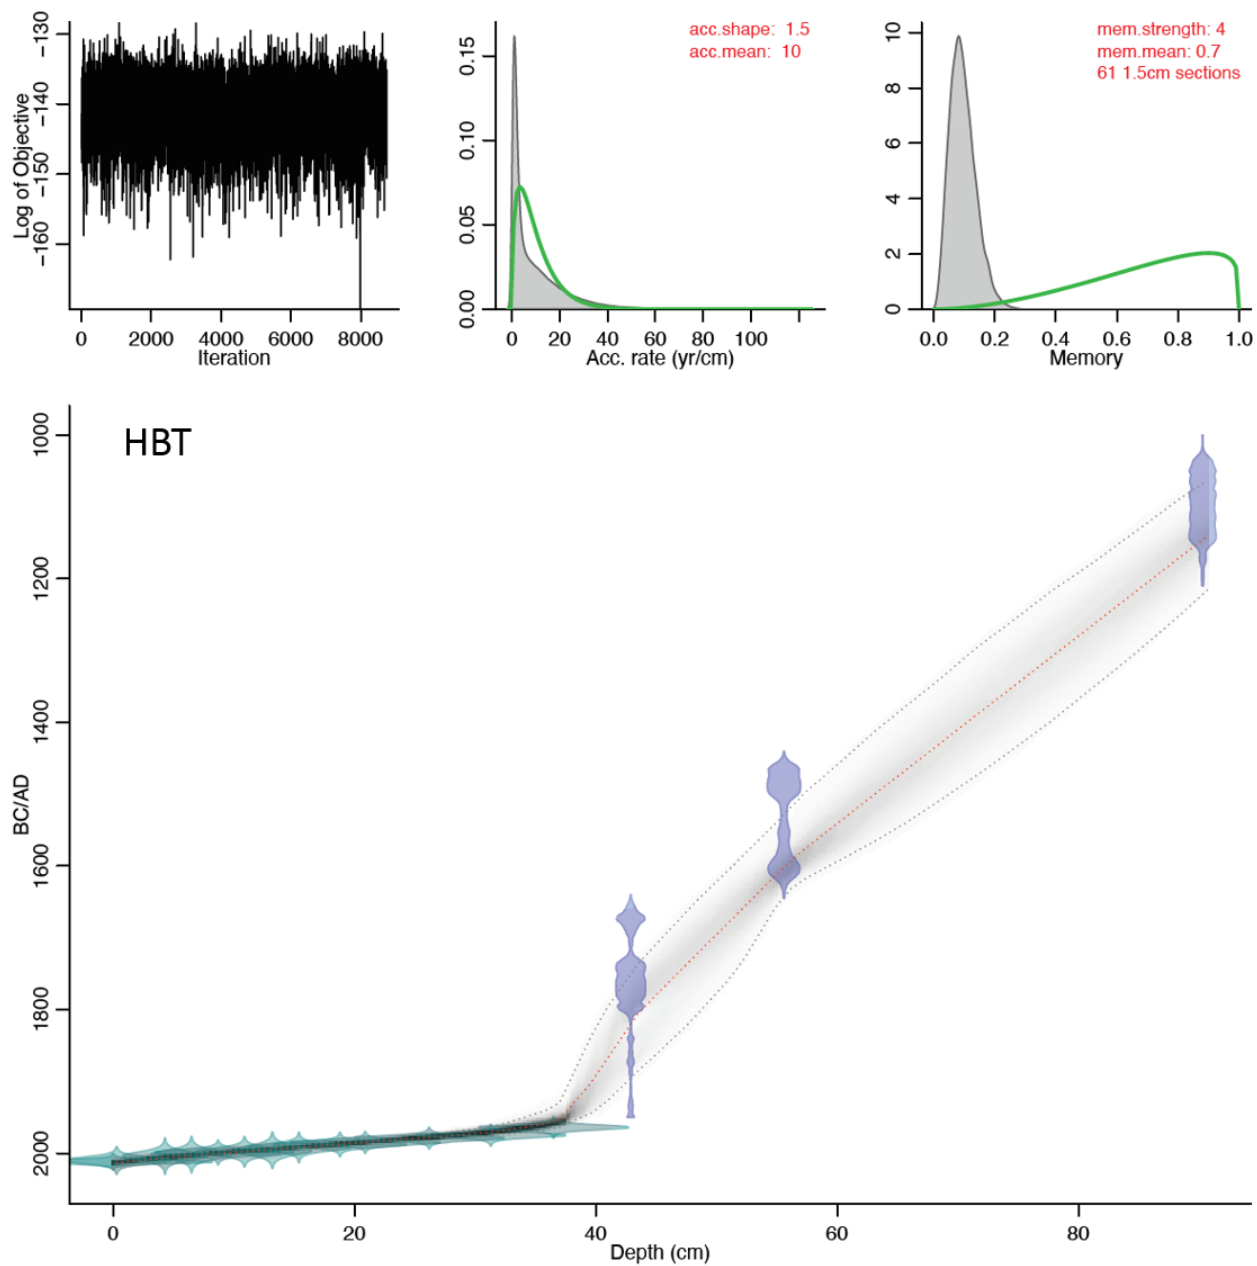 Log of Objective
-130
-140
-150
-160
0 2000 4000 6000 8000
Iteration
acc.shape: 1.5
acc.mean: 10
0.15
0.10
0.05
0.00
0 20 40 60 80 100
Acc. rate (yr/cm)
mem.strength: 4
mem.mean: 0.7
61 1.5cm sections
10
8
6
4
2
0
0.0 0.2 0.4 0.6 0.8 1.0
Memory
HBT
BC/AD
1000
1200
1400
1600
1800
2000
0 20 40 60 80
Depth (cm)